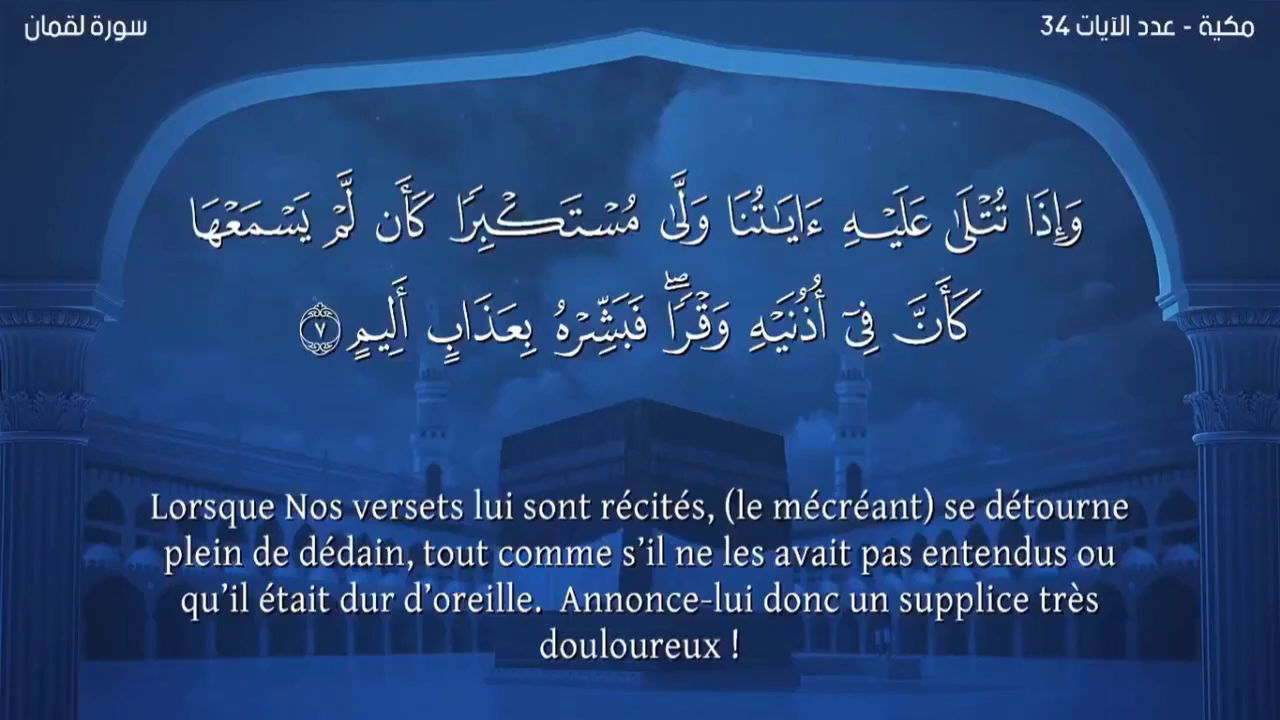 مكية - عدد الآيات 34
سورة لقمان
وَإِذَا تُتْلَىٰ عَلَيْهِ ءَايَـٰتُنَا وَلَّىٰ مُسْتَكْبِرًا كَأَن لَّمْ يَسْمَعْهَا
كَأَنَّ فِىٓ أُذُنَيْهِ وَقْرًا ۖ فَبَشِّرْهُ بِعَذَابٍ أَلِيمٍ ٧
Lorsque Nos versets lui sont récités, (le mécréant) se détourne
plein de dédain, tout comme s’il ne les avait pas entendus ou
qu’il était dur d’oreille.  Annonce-lui donc un supplice très
douloureux !